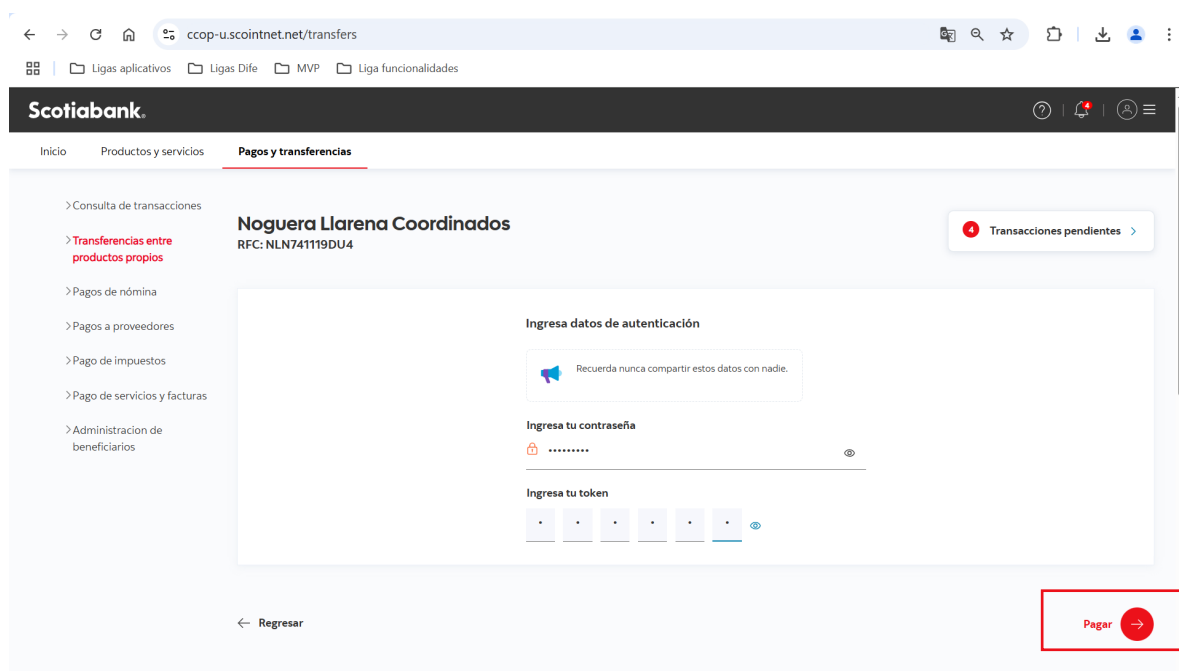 ccop-u.scointnet.net/transfers
Ligas aplicativos Ligas Dife MVP Liga funcionalidades
Scotiabank.
4
Inicio Productos y servicios Pagos y transferencias
Consulta de transacciones
Transferencias entre
productos propios
Pagos de nómina
Pagos a proveedores
Pago de impuestos
Pago de servicios y facturas
Administracion de
beneficiarios
Noguera Llarena Coordinados
RFC: NLN741119DU4
4 Transacciones pendientes
Ingresa datos de autenticación
Recuerda nunca compartir estos datos con nadie.
Ingresa tu contraseña
•••••••••
Ingresa tu token
• • • • • •
Regresar
Pagar